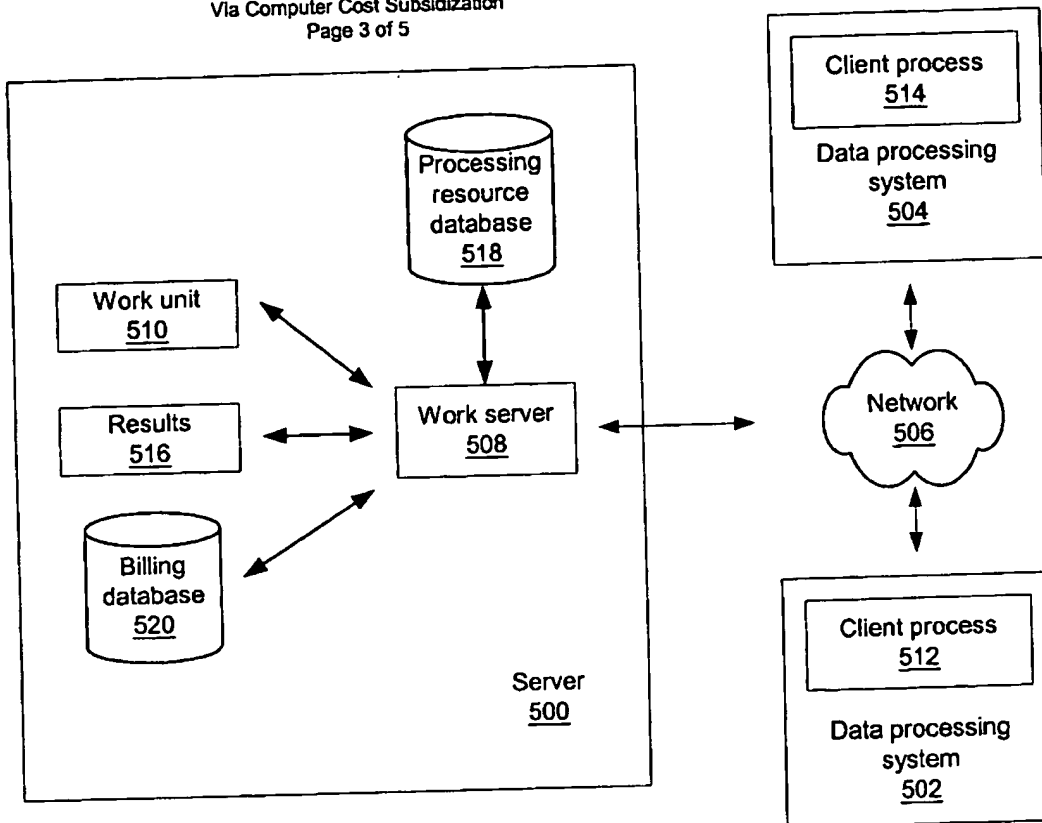 Via Computer Cost Subsidization
Page 3 of 5
Client process
514
Data processing
system
504
Processing
resource
database
518
Work unit
510
Results
516
Work server
508
Network
506
Billing
database
520
Server
500
Client process
512
Data processing
system
502